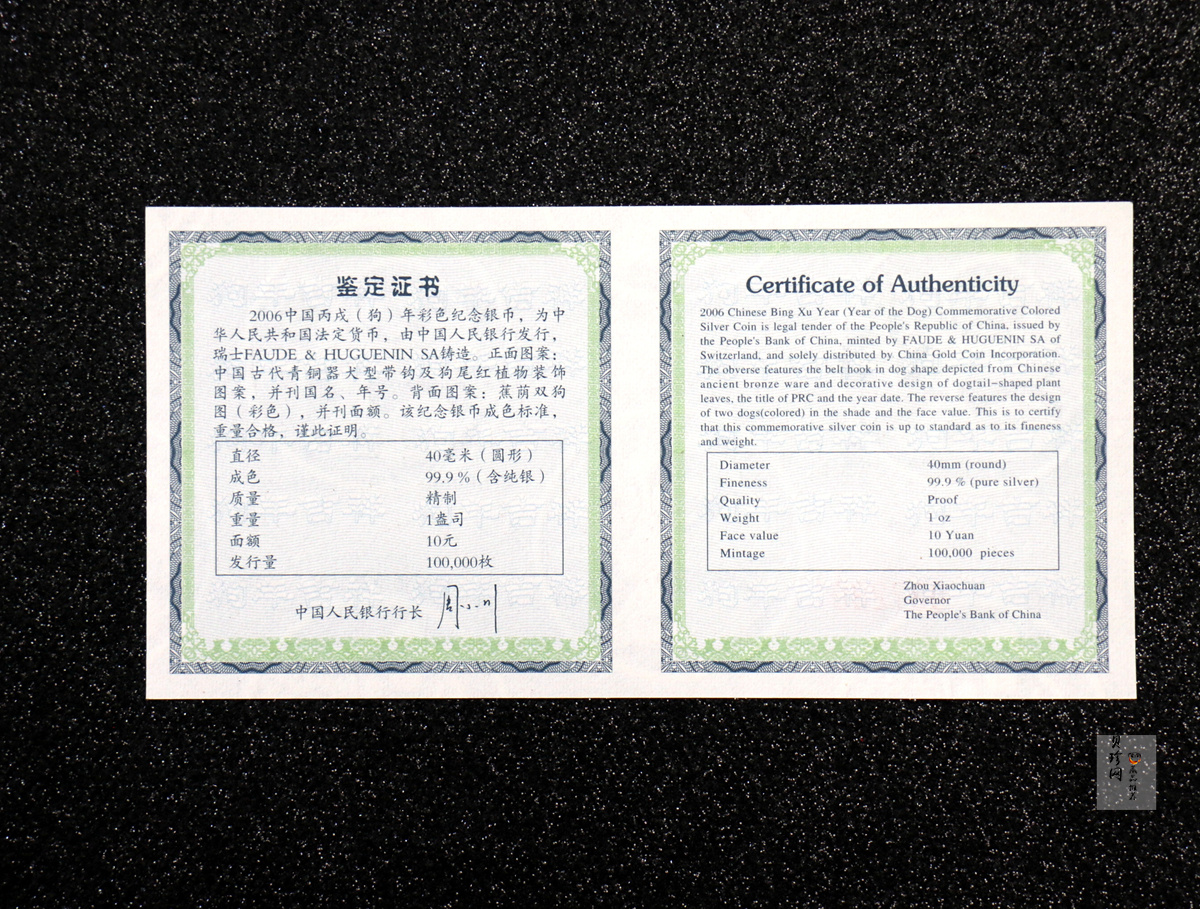 鉴定证书
2006中国丙戌（狗）年彩色纪念银币，为中
华人民共和国法定货币，由中国人民银行发行，
瑞士FAUDE & HUGUENIN SA铸造。正面图案：
中国古代青铜器犬型带钩及狗尾红植物装饰
图案，并刊国名、年号。背面图案：蕉荫双狗
图（彩色），并刊面额。该纪念银币成色标准，
重量合格，谨此证明。
直径 40毫米（圆形）
成色 99.9％（含纯银）
质量 精制
重量 1盎司
面额 10元
发行量 100,000枚
中国人民银行行长 周小川
Certificate of Authenticity
2006 Chinese Bing Xu Year (Year of the Dog) Commemorative Colored
Silver Coin is legal tender of the People's Republic of China, issued by
the People's Bank of China, minted by FAUDE & HUGUENIN SA of
Switzerland, and solely distributed by China Gold Coin Incorporation.
The obverse features the belt hook in dog shape depicted from Chinese
ancient bronze ware and decorative design of dogtail-shaped plant
leaves, the title of PRC and the year date. The reverse features the design
of two dogs(colored) in the shade and the face value. This is to certify
that this commemorative silver coin is up to standard as to its fineness
and weight.
Diameter 40mm (round)
Fineness 99.9 % (pure silver)
Quality Proof
Weight 1 oz
Face value 10 Yuan
Mintage 100,000 pieces
Zhou Xiaochuan
Governor
The People's Bank of China